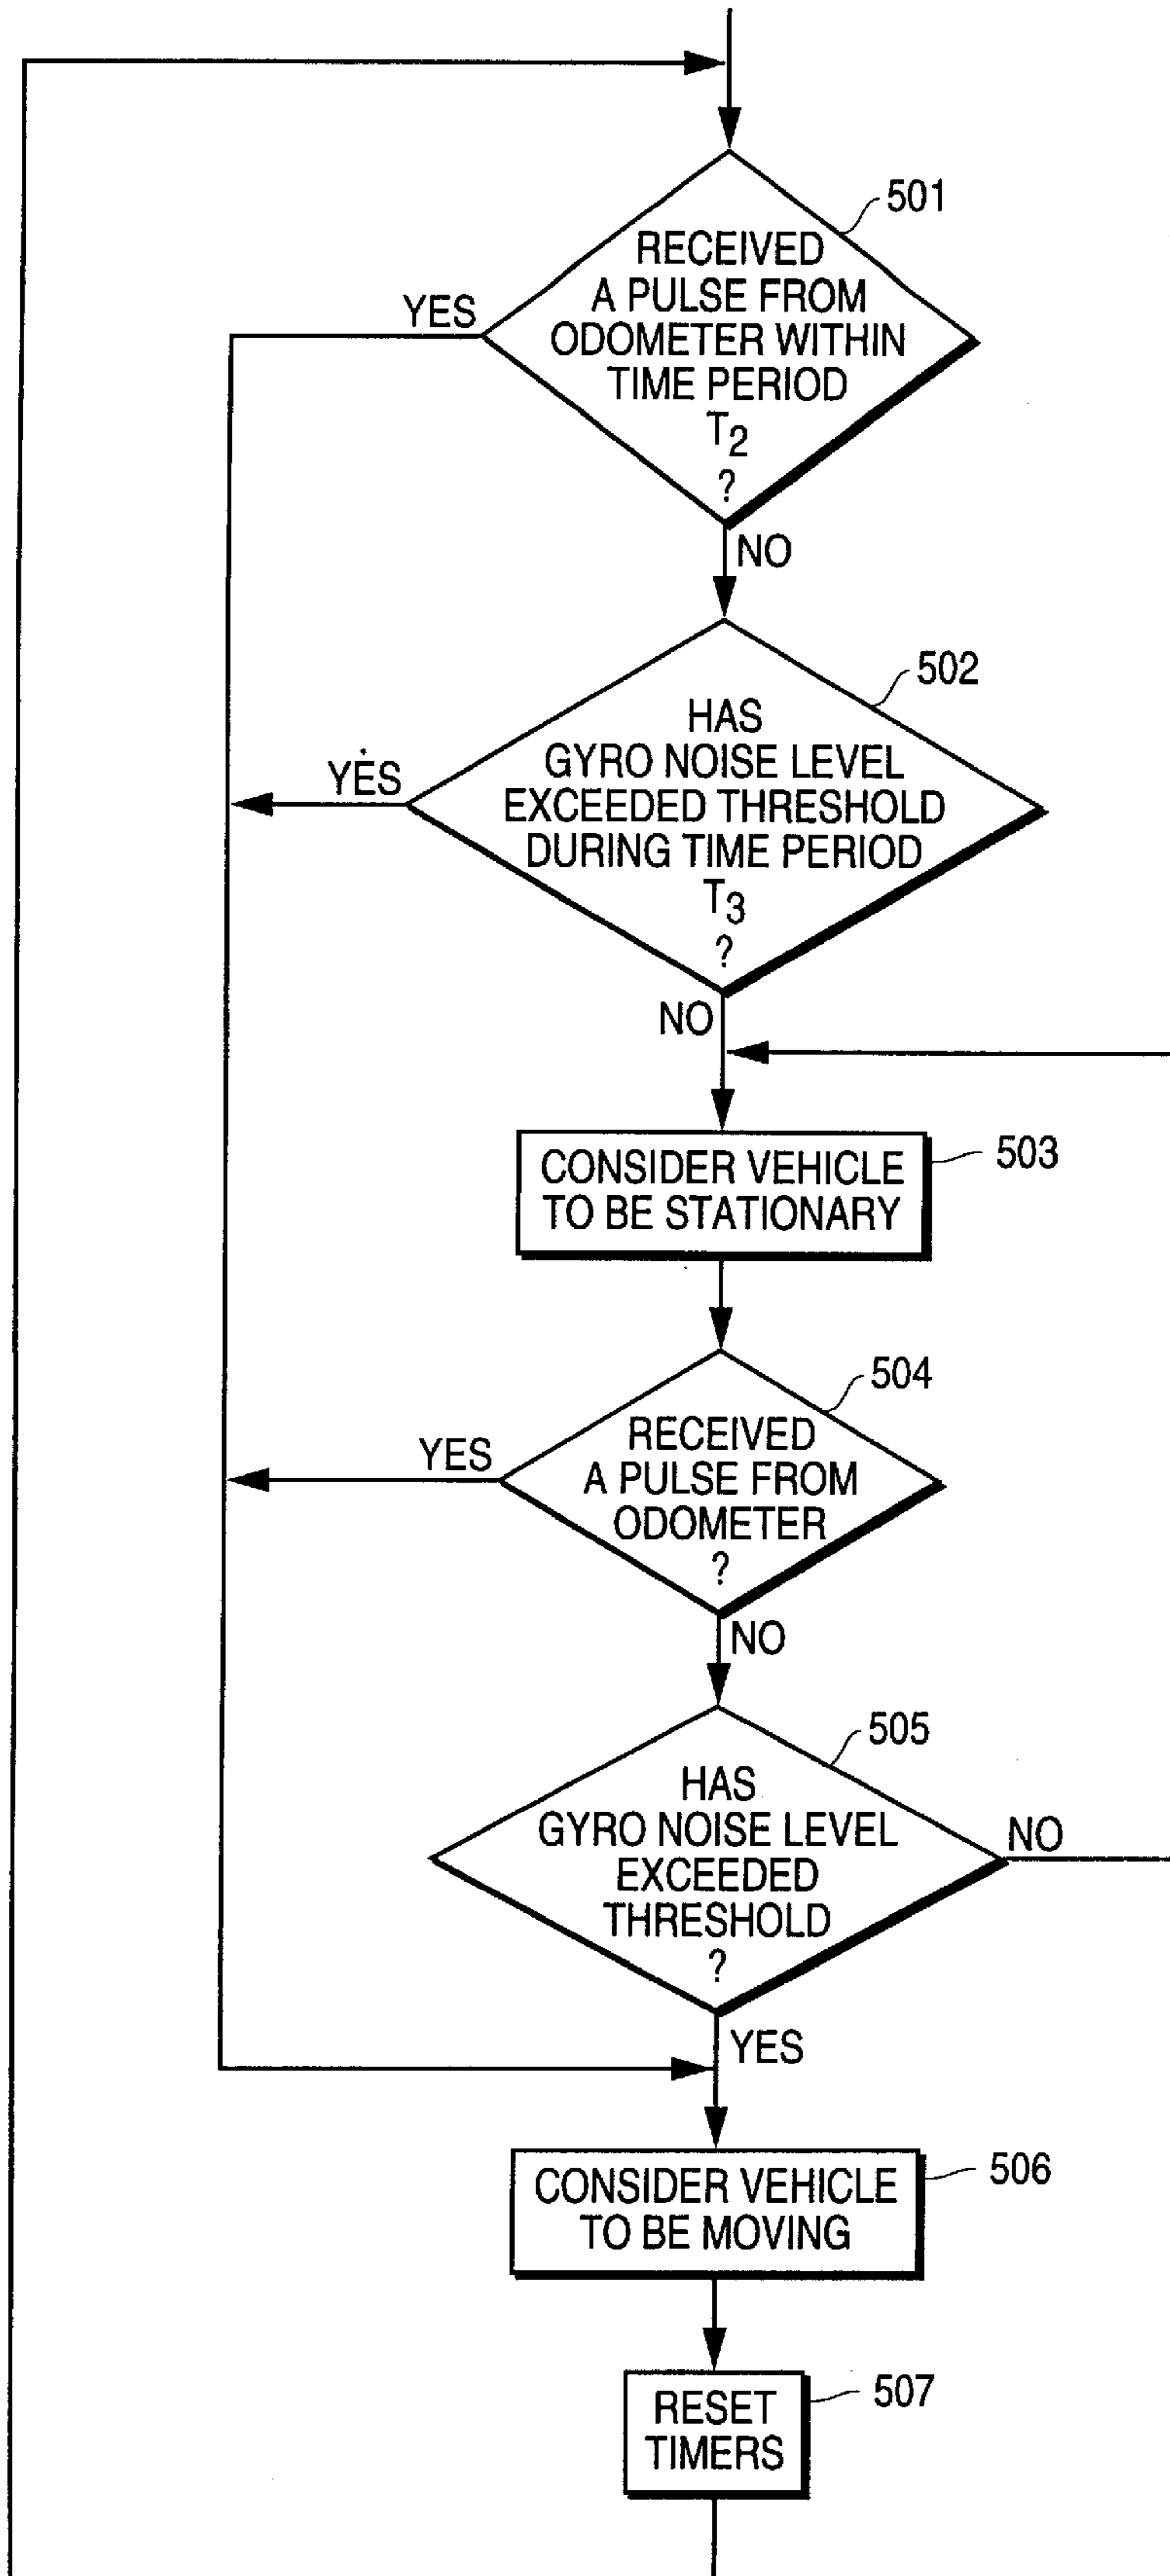 501
RECEIVED
A PULSE FROM
ODOMETER WITHIN
TIME PERIOD
T2
?
YES
NO
502
HAS
GYRO NOISE LEVEL
EXCEEDED THRESHOLD
DURING TIME PERIOD
T3
?
YES
NO
503
CONSIDER VEHICLE
TO BE STATIONARY
504
RECEIVED
A PULSE FROM
ODOMETER
?
YES
NO
505
HAS
GYRO NOISE LEVEL
EXCEEDED
THRESHOLD
?
NO
YES
506
CONSIDER VEHICLE
TO BE MOVING
507
RESET
TIMERS